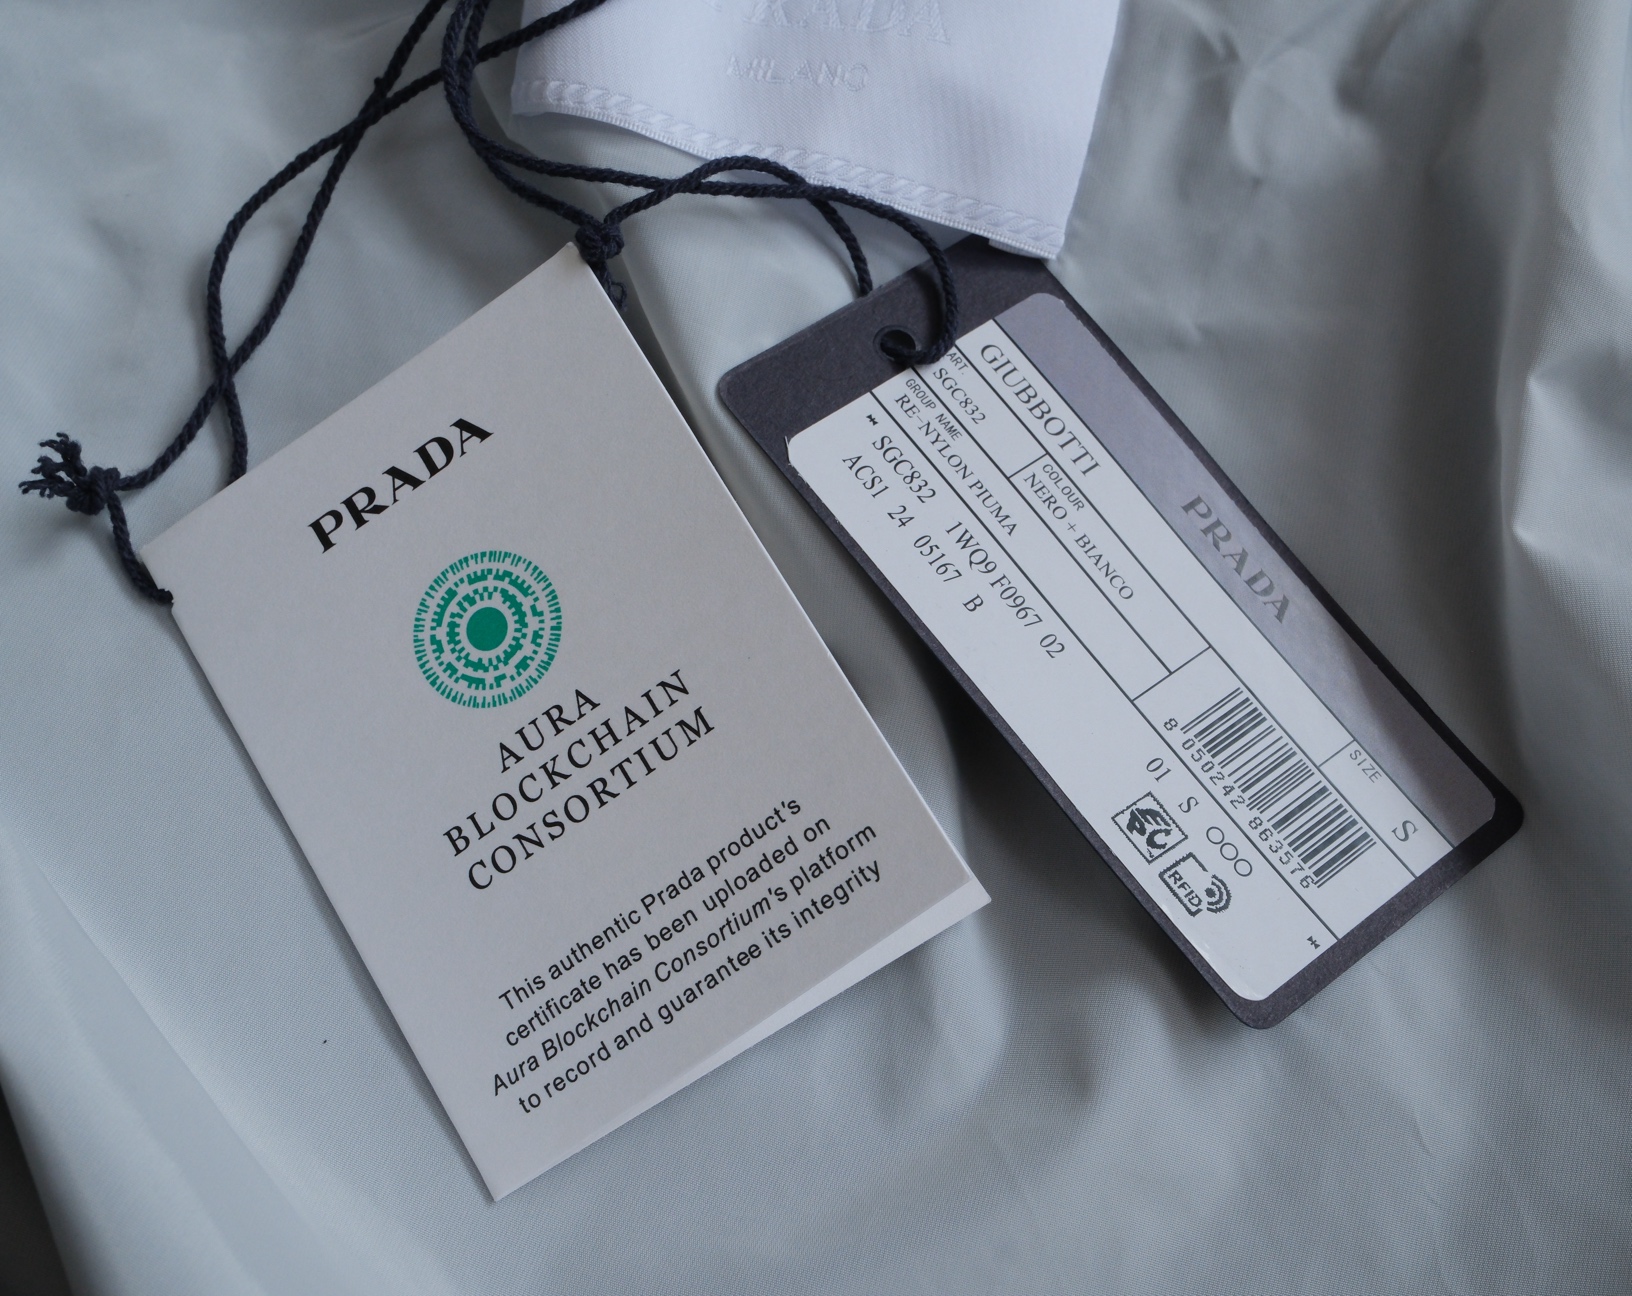 PRADA
MILANO
PRADA
AURA
BLOCKCHAIN
CONSORTIUM
This authentic Prada product's
certificate has been uploaded on
Aura Blockchain Consortium's platform
to record and guarantee its integrity
PRADA
GIUBBOTTI
ART.
SGC832
COLOUR
NERO + BIANCO
GROUP NAME
RE-NYLON PIUMA
SGC832 1WQ9 F0967 02
ACS1 24 05167 B
SIZE
S
8 050242 863576
01 S OOO
EPC
RFID